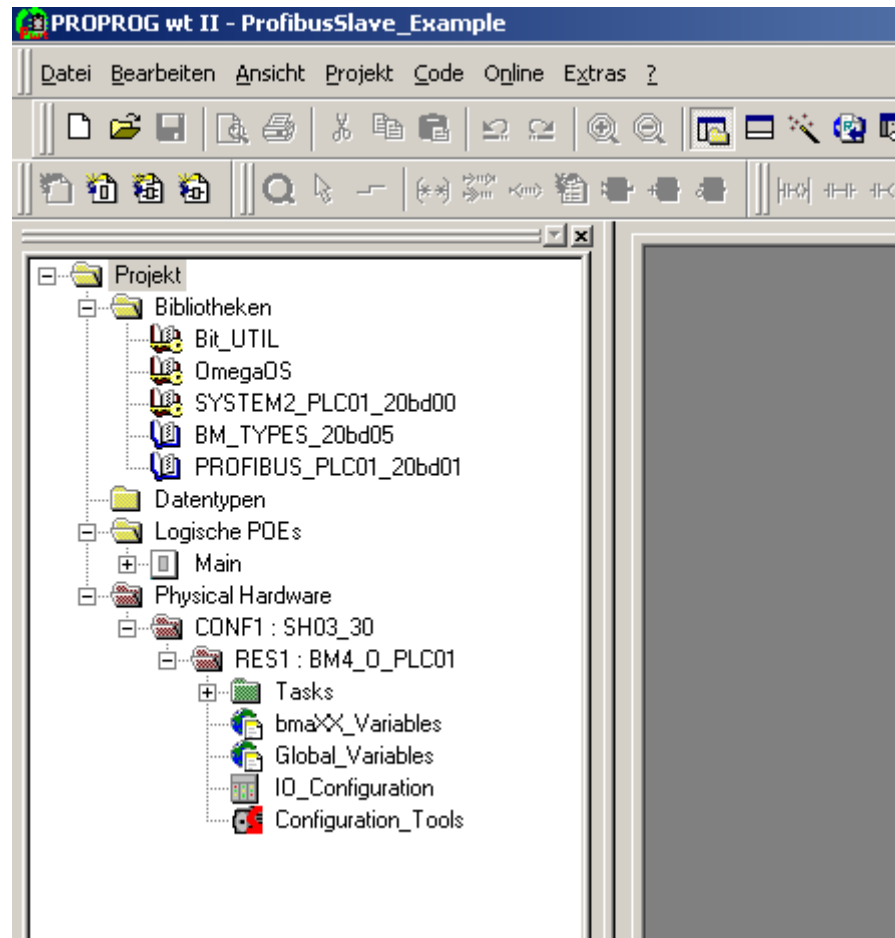 PROPROG wt II - ProfibusSlave_Example
Datei Bearbeiten Ansicht Projekt Code Online Extras ?
Projekt
Bibliotheken
Bit_UTIL
OmegaOS
SYSTEM2_PLC01_20bd00
BM_TYPES_20bd05
PROFIBUS_PLC01_20bd01
Datentypen
Logische POEs
Main
Physical Hardware
CONF1 : SH03_30
RES1 : BM4_O_PLC01
Tasks
bmaXX_Variables
Global_Variables
IO_Configuration
Configuration_Tools